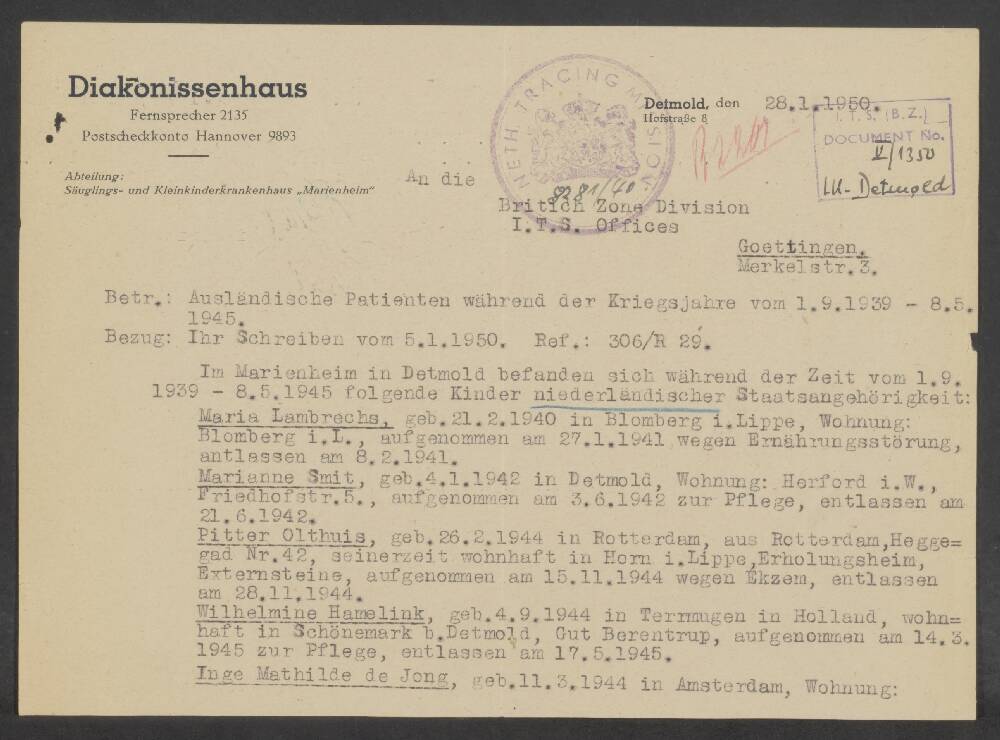 Diakonissenhaus
Fernsprecher 2135
Postscheckkonto Hannover 9893
Abteilung:
Säuglings- und Kleinkinderkrankenhaus „Marienheim"
NETH. TRACING MISSION
9381/40
Detmold, den 28.1.1950.
Hofstraße 8
I.T.S. (B.Z.)
DOCUMENT No.
II/1350
LK-Detmold
An die
Britich Zone Division
I.T.S. Offices
Goettingen.
Merkelstr.3.
Betr.: Ausländische Patienten während der Kriegsjahre vom 1.9.1939 - 8.5.
1945.
Bezug: Ihr Schreiben vom 5.1.1950. Ref.: 306/R 29.
Im Marienheim in Detmold befanden sich während der Zeit vom 1.9.
1939 - 8.5.1945 folgende Kinder niederländischer Staatsangehörigkeit:
Maria Lambrechs, geb.21.2.1940 in Blomberg i.Lippe, Wohnung:
Blomberg i.L., aufgenommen am 27.1.1941 wegen Ernährungsstörung,
antlassen am 8.2.1941.
Marianne Smit, geb.4.1.1942 in Detmold, Wohnung: Herford i.W.,
Friedhofstr.5., aufgenommen am 3.6.1942 zur Pflege, entlassen am
21.6.1942.
Pitter Olthuis, geb.26.2.1944 in Rotterdam, aus Rotterdam,Hegge=
gad Nr.42, seinerzeit wohnhaft in Horn i.Lippe,Erholungsheim,
Externsteine, aufgenommen am 15.11.1944 wegen Ekzem, entlassen
am 28.11.1944.
Wilhelmine Hamelink, geb.4.9.1944 in Terrmugen in Holland, wohn=
haft in Schönemark b.Detmold, Gut Berentrup, aufgenommen am 14.3.
1945 zur Pflege, entlassen am 17.5.1945.
Inge Mathilde de Jong, geb.11.3.1944 in Amsterdam, Wohnung: